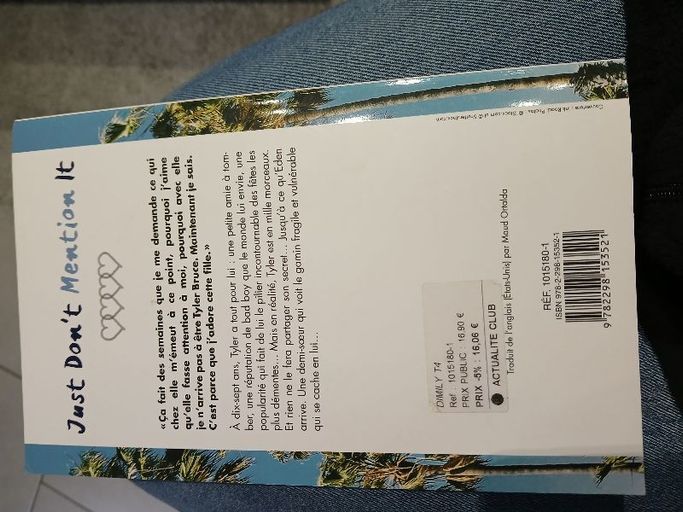 Just Don't Mention It
«Ça fait des semaines que je me demande ce qui
chez elle m'émeut à ce point, pourquoi j'aime
qu'elle fasse attention à moi, pourquoi avec elle
je n'arrive pas à être Tyler Bruce. Maintenant je sais.
C'est parce que j'adore cette fille.»
À dix-sept ans, Tyler a tout pour lui : une petite amie à tom-
ber, une réputation de bad boy que le monde lui envie, une
popularité qui fait de lui le pilier incontournable des fêtes les
plus démentes... Mais en réalité, Tyler est en mille morceaux.
Et rien ne le fera partager son secret... Jusqu'à ce qu'Eden
arrive. Une demi-sœur qui voit le gamin fragile et vulnérable
qui se cache en lui...
DIMILY T4
Ref : 1015180-1
PRIX PUBLIC : 16.90 €
PRIX -5% : 16,06 €
ACTUALITE CLUB
Traduit de l'anglais (États-Unis) par Maud Ortalda
RÉF. 1015180-1
ISBN 978-2-298-15352-1
9 782298 153521